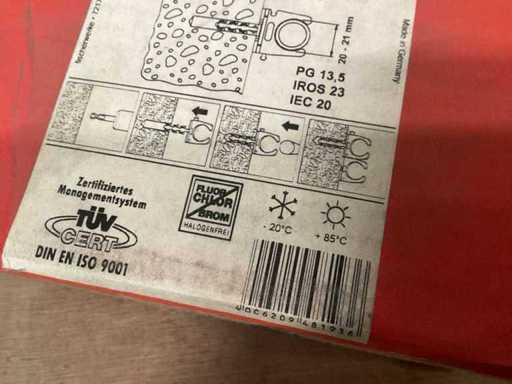 Made in Germany
20 - 21 mm
PG 13,5
IROS 23
IEC 20
Zertifiziertes
Managementsystem
TÜV
CERT
DIN EN ISO 9001
FLUOR
CHLOR
BROM
HALOGENFREI
- 20°C
+ 85°C